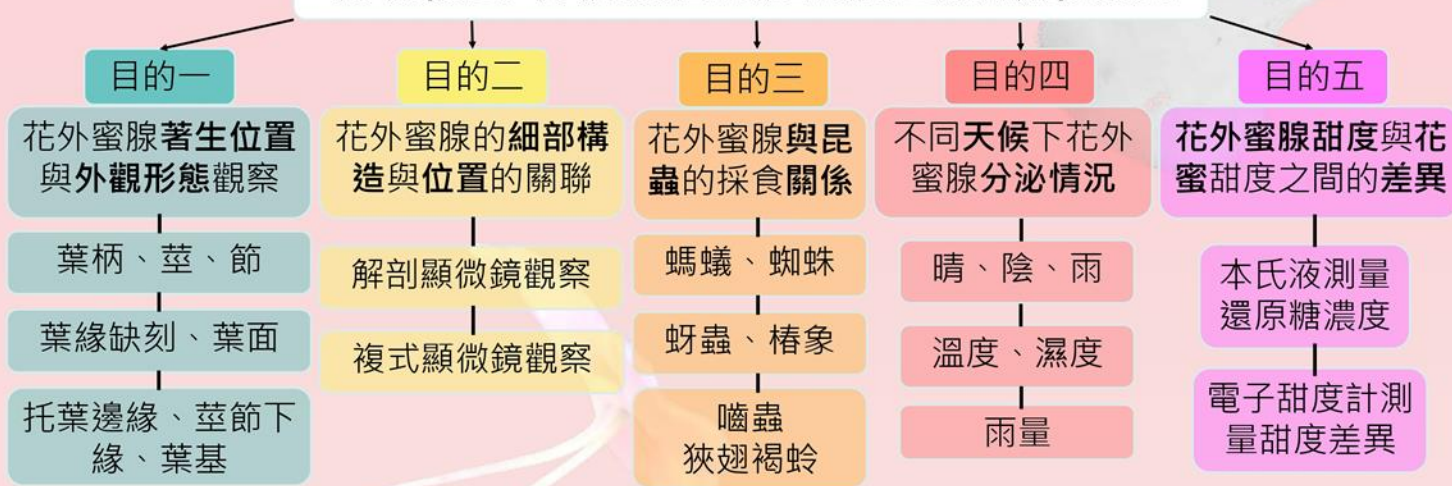 目的一
花外蜜腺著生位置
與外觀形態觀察
葉柄、莖、節
葉緣缺刻、葉面
托葉邊緣、莖節下
緣、葉基
目的二
花外蜜腺的細部構
造與位置的關聯
解剖顯微鏡觀察
複式顯微鏡觀察
目的三
花外蜜腺與昆
蟲的採食關係
螞蟻、蜘蛛
蚜蟲、椿象
嚙蟲
狹翅褐蛉
目的四
不同天候下花外
蜜腺分泌情況
晴、陰、雨
溫度、濕度
雨量
目的五
花外蜜腺甜度與花
蜜甜度之間的差異
本氏液測量
還原糖濃度
電子甜度計測
量甜度差異